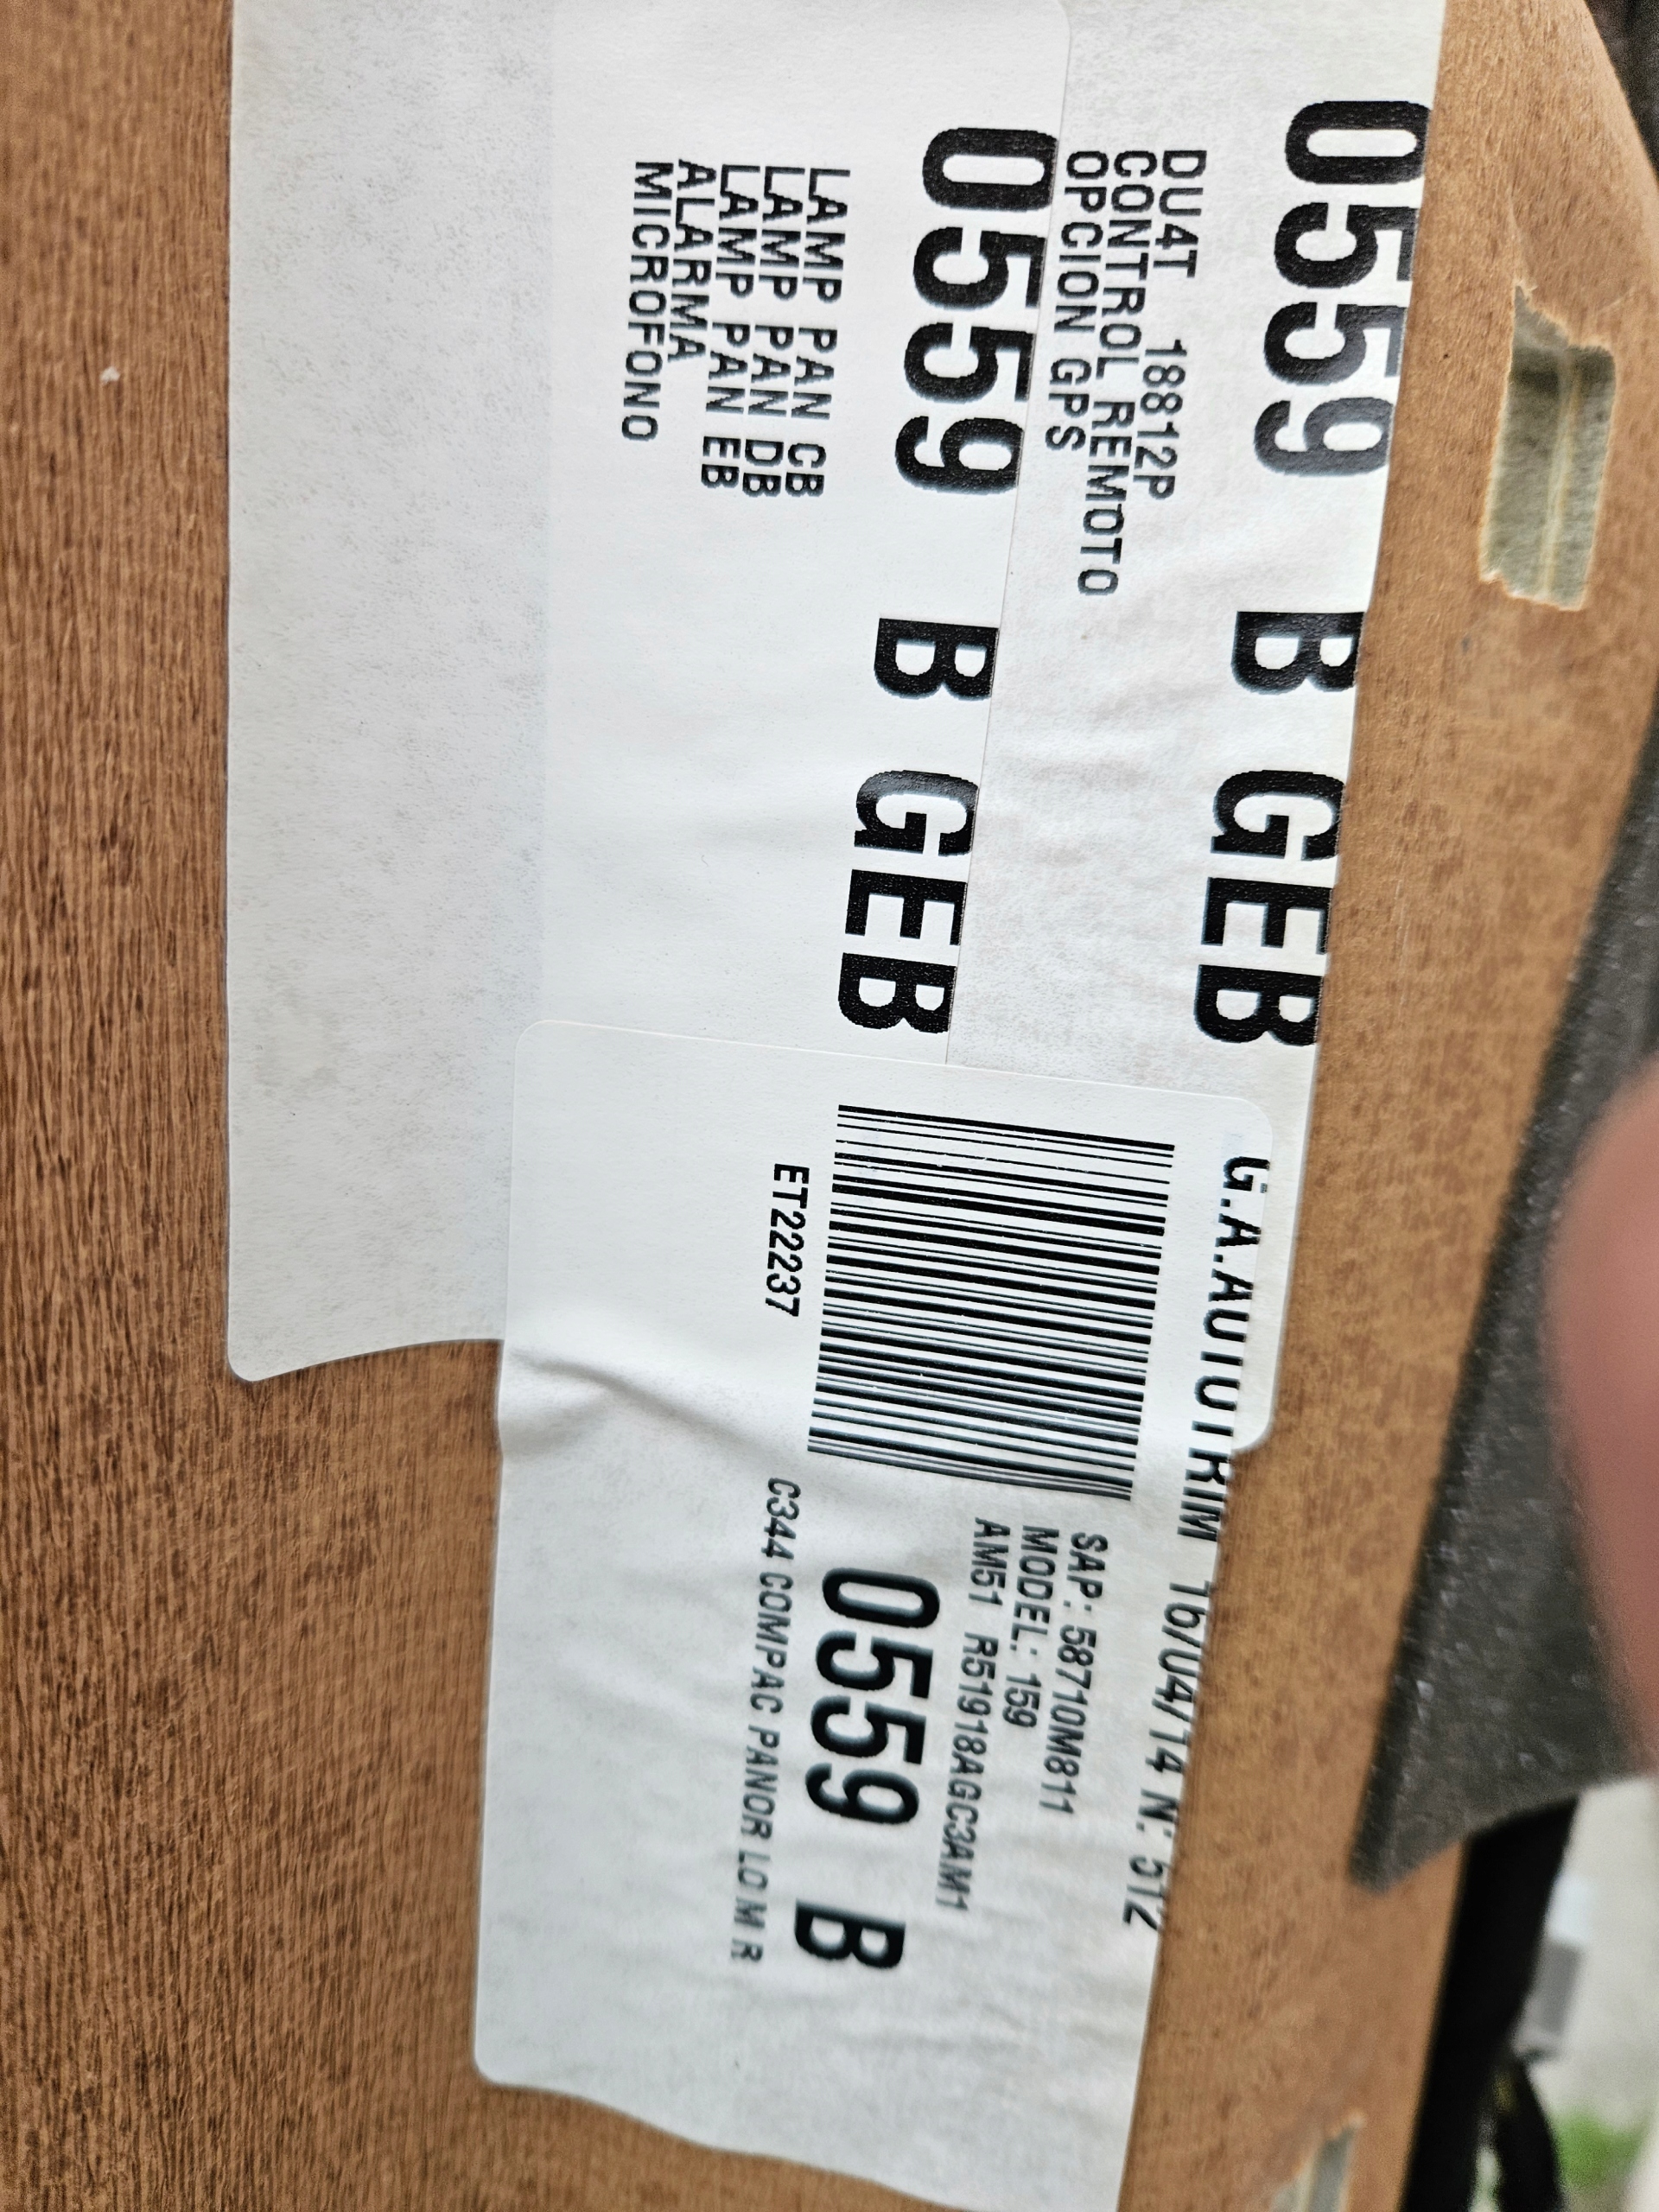 0559 B GEB
DU4T 18812P
CONTROL REMOTO
OPCION GPS
0559 B GEB
LAMP PAN CB
LAMP PAN DB
LAMP PAN EB
ALARMA
MICROFONO
G.A.AUTOTRIM 16/04/14 N: 512
SAP: 58710M811
MODEL: 159
AM51 R51918AGC3AM1
0559 B
ET22237
C344 COMPAC PANOR LO M R